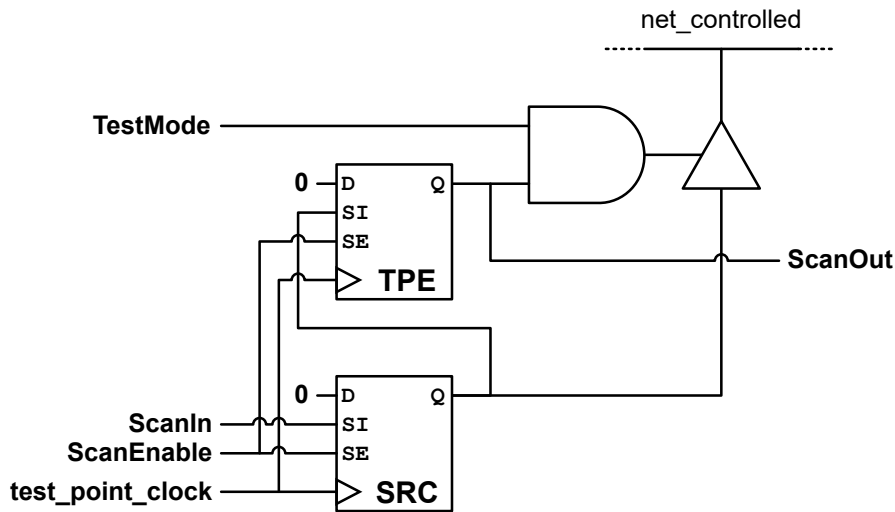 net_controlled
TestMode
0
D
Q
SI
SE
TPE
ScanOut
0
D
Q
ScanIn
SI
ScanEnable
SE
test_point_clock
SRC